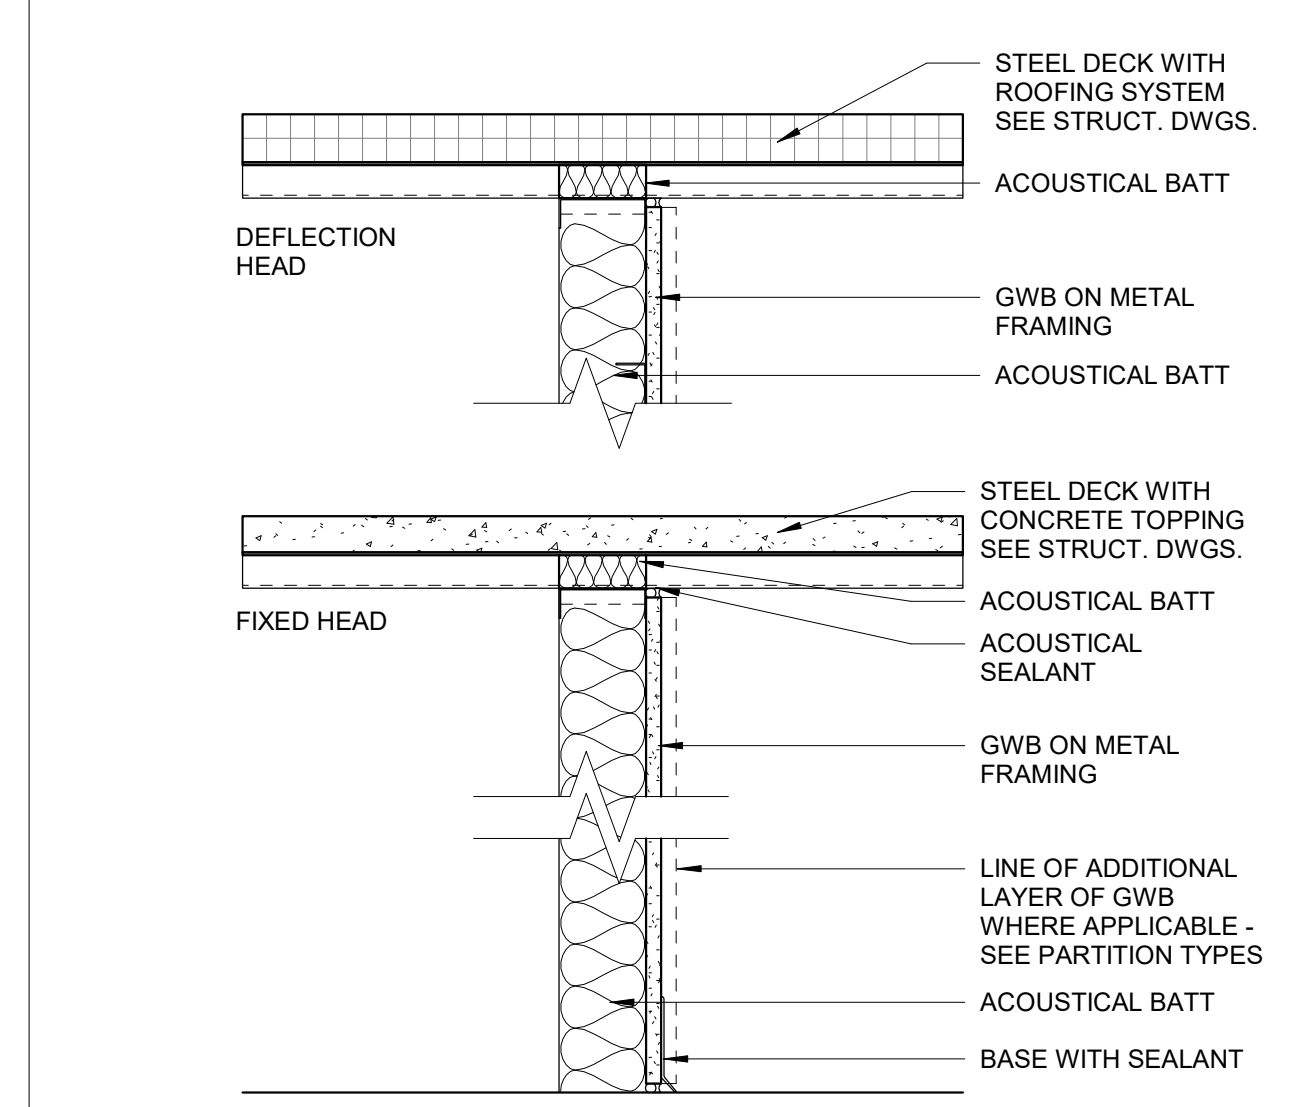 STEEL DECK WITH
ROOFING SYSTEM
SEE STRUCT. DWGS.
ACOUSTICAL BATT
DEFLECTION
HEAD
GWB ON METAL
FRAMING
ACOUSTICAL BATT
STEEL DECK WITH
CONCRETE TOPPING
SEE STRUCT. DWGS.
ACOUSTICAL BATT
FIXED HEAD
ACOUSTICAL
SEALANT
GWB ON METAL
FRAMING
LINE OF ADDITIONAL
LAYER OF GWB
WHERE APPLICABLE -
SEE PARTITION TYPES
ACOUSTICAL BATT
BASE WITH SEALANT